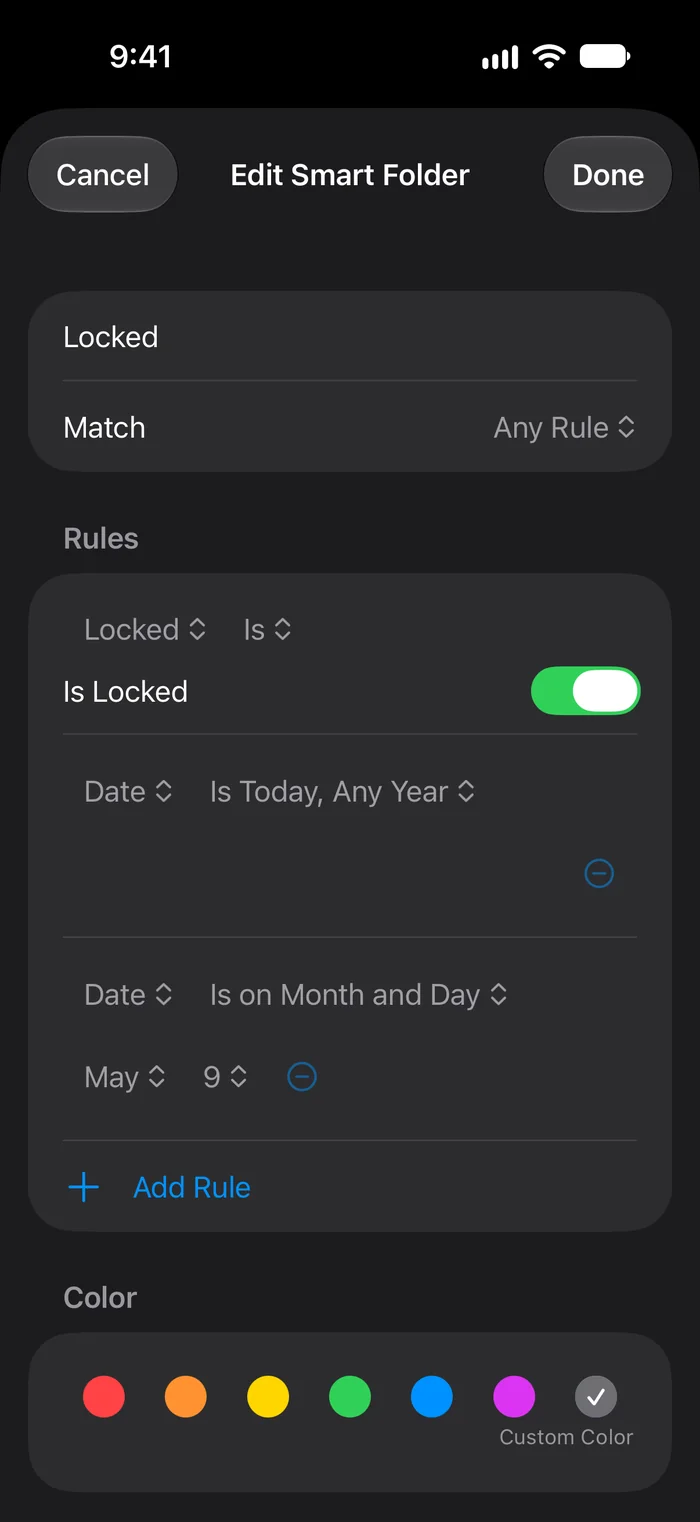 9:41
Cancel Edit Smart Folder Done
Locked
Match Any Rule
Rules
Locked Is
Is Locked
Date Is Today, Any Year
Date Is on Month and Day
May 9
Add Rule
Color
Custom Color